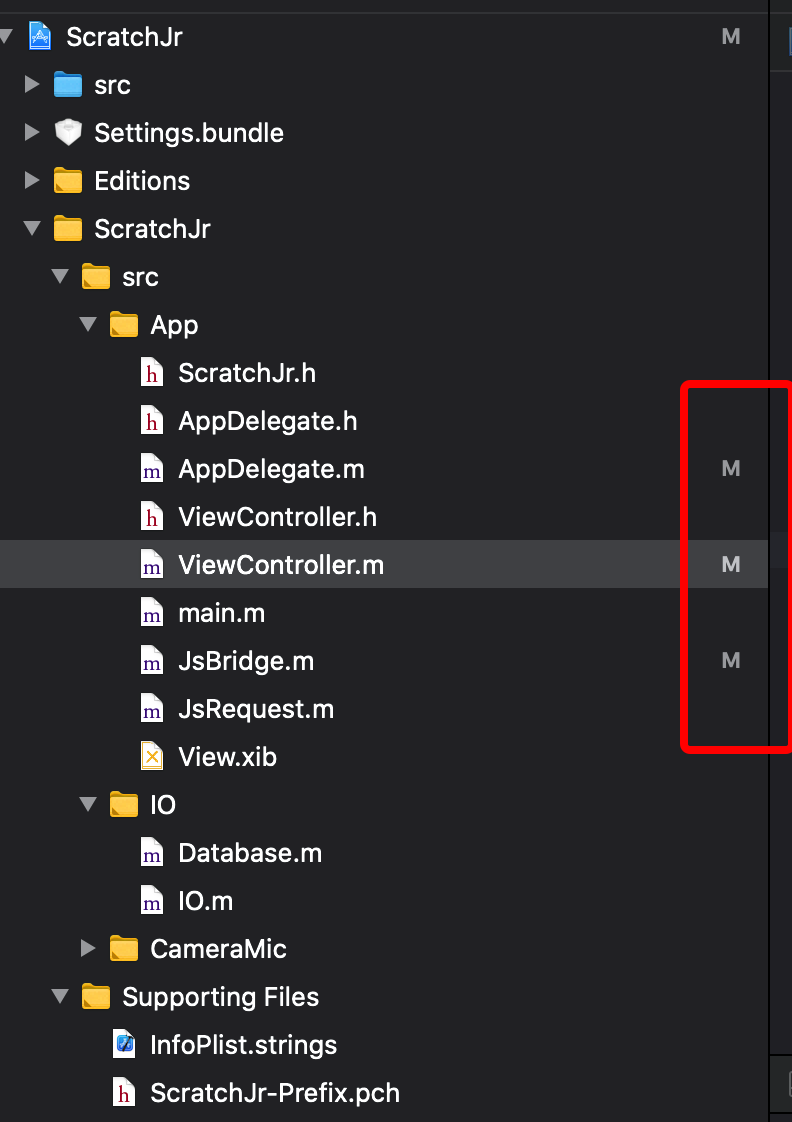 ScratchJr M
src
Settings.bundle
Editions
ScratchJr
src
App
h ScratchJr.h
h AppDelegate.h
m AppDelegate.m M
h ViewController.h
m ViewController.m M
m main.m
m JsBridge.m M
m JsRequest.m
View.xib
IO
m Database.m
m IO.m
CameraMic
Supporting Files
InfoPlist.strings
h ScratchJr-Prefix.pch